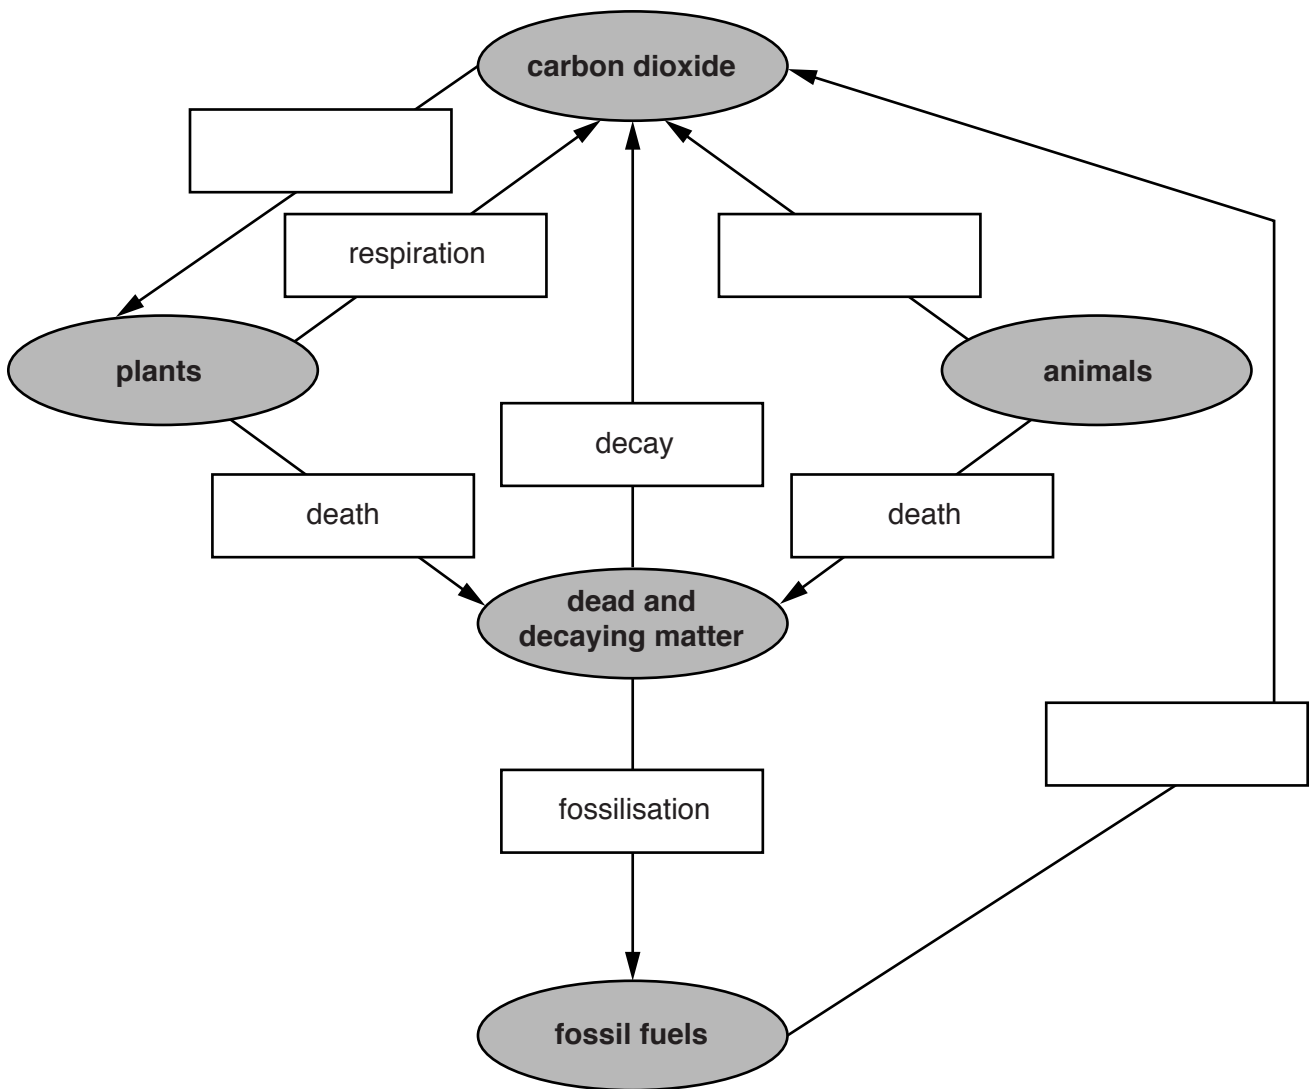 carbon dioxide
respiration
plants
animals
decay
death
death
dead and
decaying matter
fossilisation
fossil fuels